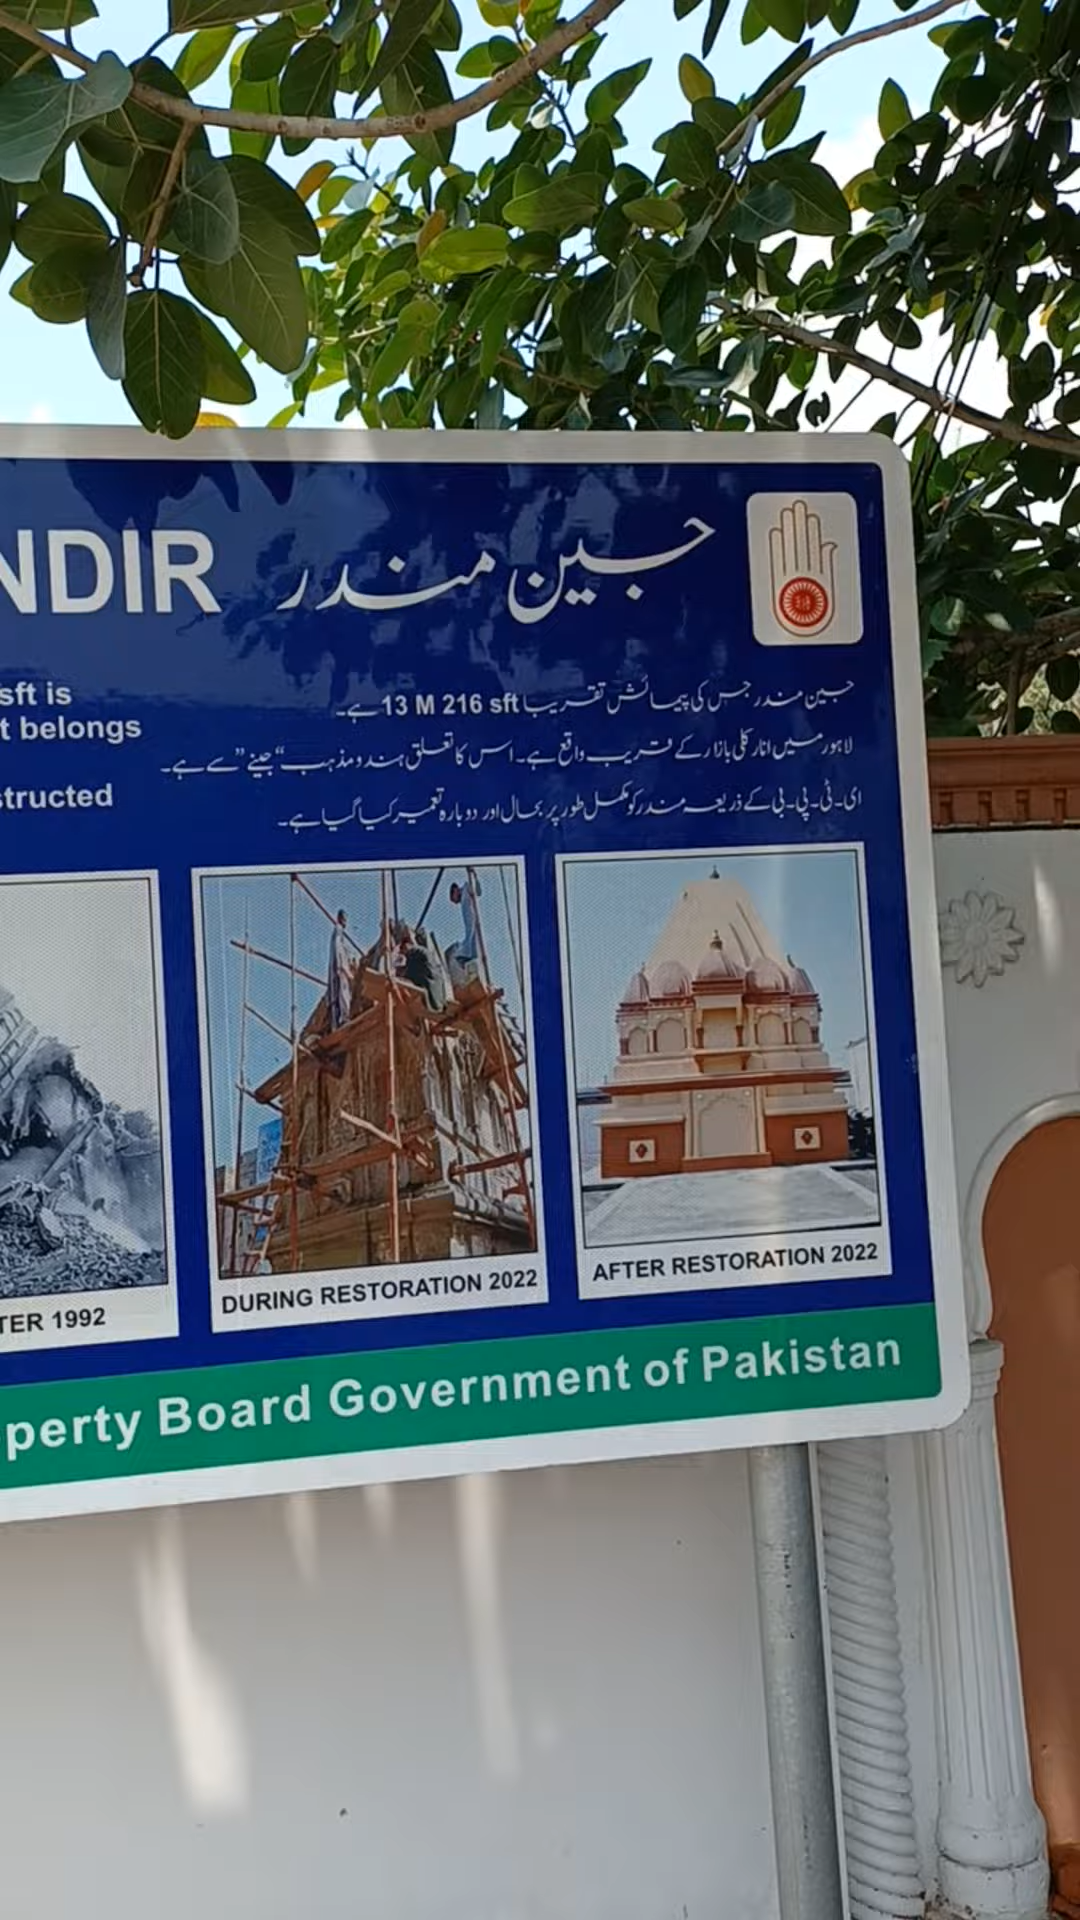 NDIR جین مندر
sft is
t belongs
structed
جین مندر جس کی پیمائش تقریبا 13 M 216 sft ہے۔
لاہور میں انارکلی بازار کے قریب واقع ہے۔ اس کا تعلق ہندو مذہب “جینے” سے ہے۔
ای۔ٹی۔پی۔بی کے ذریعہ مندر کو مکمل طور پر بحال اور دوبارہ تعمیر کیا گیا ہے۔
TER 1992
DURING RESTORATION 2022
AFTER RESTORATION 2022
perty Board Government of Pakistan